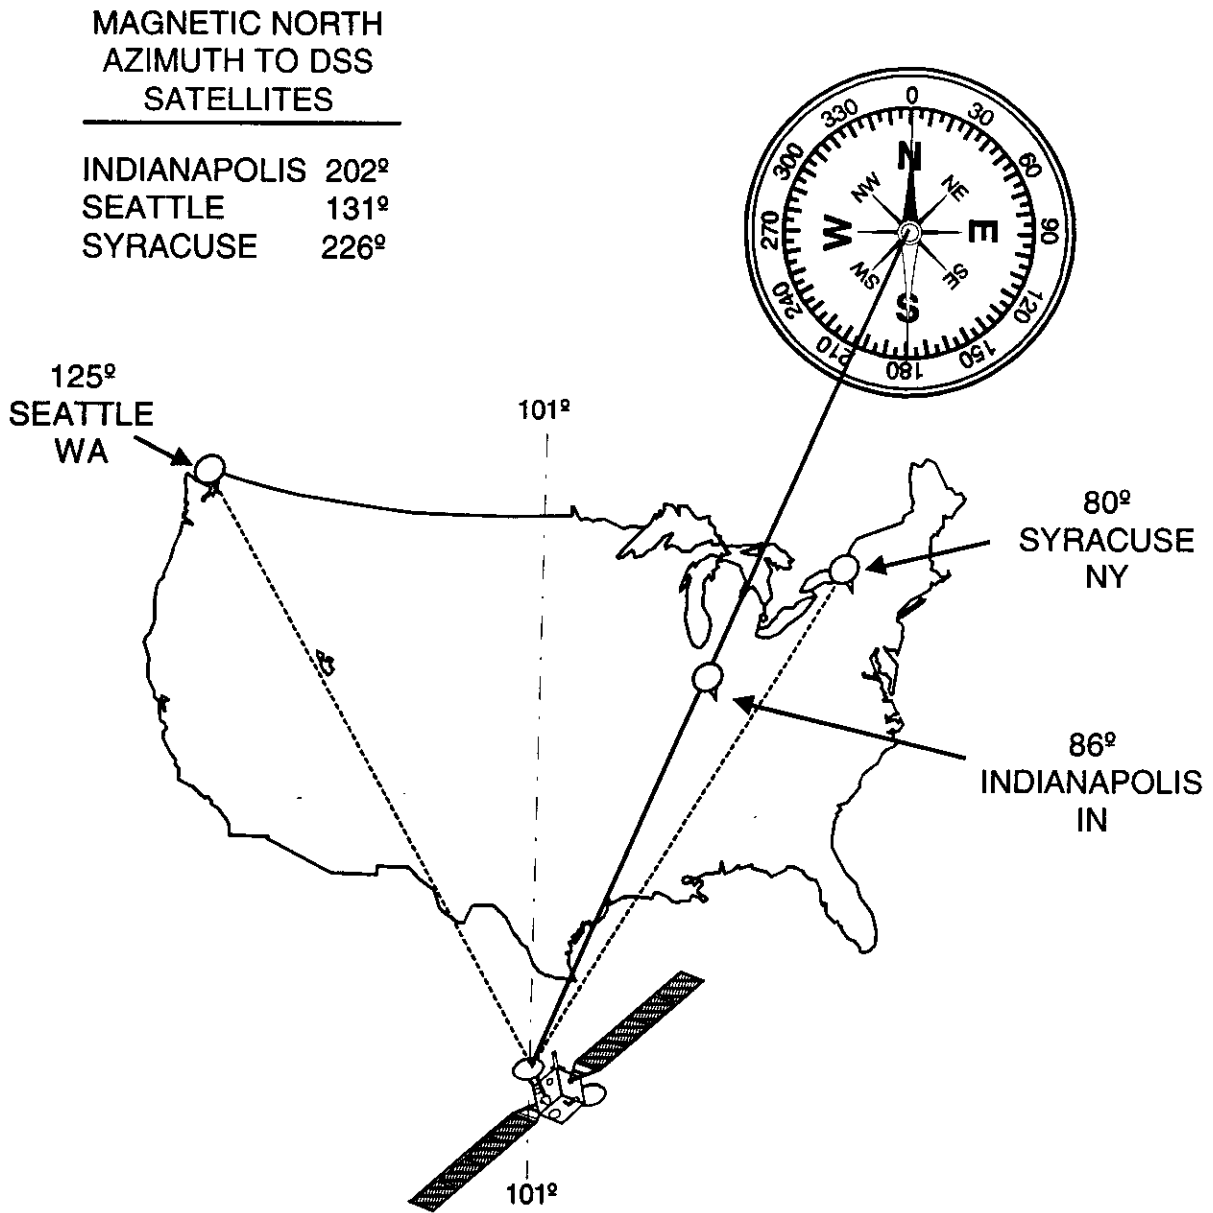 MAGNETIC NORTH
AZIMUTH TO DSS
SATELLITES
INDIANAPOLIS 202º
SEATTLE 131º
SYRACUSE 226º
0
30
60
90
120
150
180
210
240
270
300
330
N
NE
E
SE
S
SW
W
NW
125º
SEATTLE
WA
101º
80º
SYRACUSE
NY
86º
INDIANAPOLIS
IN
101º